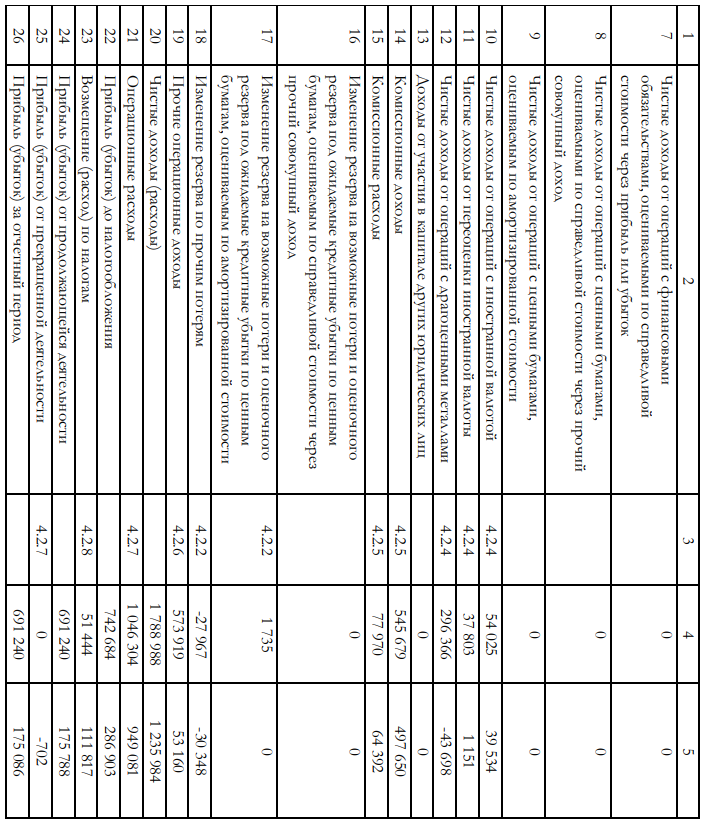 1 2 3 4 5
7 Чистые доходы от операций с финансовыми
обязательствами, оцениваемыми по справедливой
стоимости через прибыль или убыток 0 0
8 Чистые доходы от операций с ценными бумагами,
оцениваемыми по справедливой стоимости через прочий
совокупный доход 0 0
9 Чистые доходы от операций с ценными бумагами,
оцениваемым по амортизированной стоимости 0 0
10 Чистые доходы от операций с иностранной валютой 4.2.4 54 025 39 534
11 Чистые доходы от переоценки иностранной валюты 4.2.4 37 803 1 151
12 Чистые доходы от операций с драгоценными металлами 4.2.4 296 366 -43 698
13 Доходы от участия в капитале других юридических лиц 0 0
14 Комиссионные доходы 4.2.5 545 679 497 650
15 Комиссионные расходы 4.2.5 77 970 64 392
16 Изменение резерва на возможные потери и оценочного
резерва под ожидаемые кредитные убытки по ценным
бумагам, оцениваемым по справедливой стоимости через
прочий совокупный доход 0 0
17 Изменение резерва на возможные потери и оценочного
резерва под ожидаемые кредитные убытки по ценным
бумагам, оцениваемым по амортизированной стоимости 4.2.2 1 735 0
18 Изменение резерва по прочим потерям 4.2.2 -27 967 -30 348
19 Прочие операционные доходы 4.2.6 573 919 53 160
20 Чистые доходы (расходы) 1 788 988 1 235 984
21 Операционные расходы 4.2.7 1 046 304 949 081
22 Прибыль (убыток) до налогообложения 742 684 286 903
23 Возмещение (расход) по налогам 4.2.8 51 444 111 817
24 Прибыль (убыток) от продолжающейся деятельности 691 240 175 788
25 Прибыль (убыток) от прекращенной деятельности 4.2.7 0 -702
26 Прибыль (убыток) за отчетный период 691 240 175 086